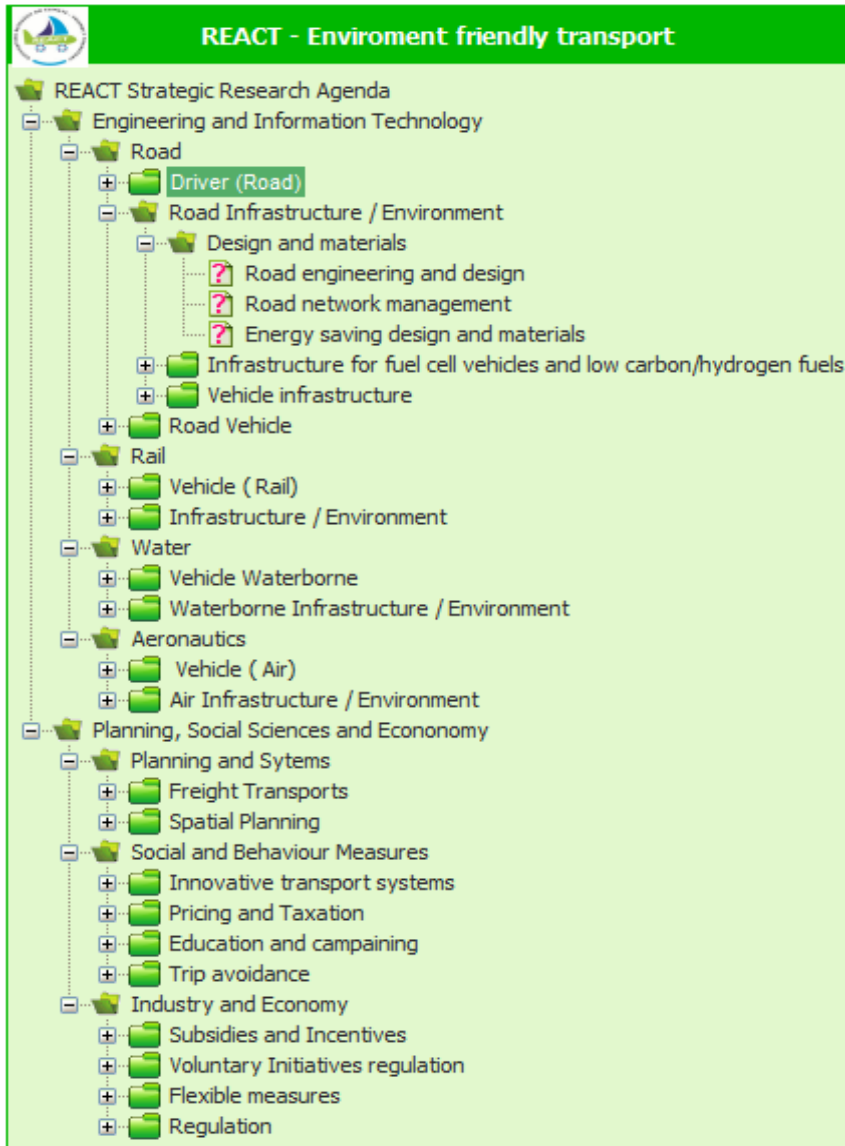 REACT - Enviroment friendly transport
REACT Strategic Research Agenda
Engineering and Information Technology
Road
Driver (Road)
Road Infrastructure / Environment
Design and materials
Road engineering and design
Road network management
Energy saving design and materials
Infrastructure for fuel cell vehicles and low carbon/hydrogen fuels
Vehicle infrastructure
Road Vehicle
Rail
Vehicle ( Rail)
Infrastructure / Environment
Water
Vehicle Waterborne
Waterborne Infrastructure / Environment
Aeronautics
Vehicle ( Air)
Air Infrastructure / Environment
Planning, Social Sciences and Econonomy
Planning and Sytems
Freight Transports
Spatial Planning
Social and Behaviour Measures
Innovative transport systems
Pricing and Taxation
Education and campaining
Trip avoidance
Industry and Economy
Subsidies and Incentives
Voluntary Initiatives regulation
Flexible measures
Regulation